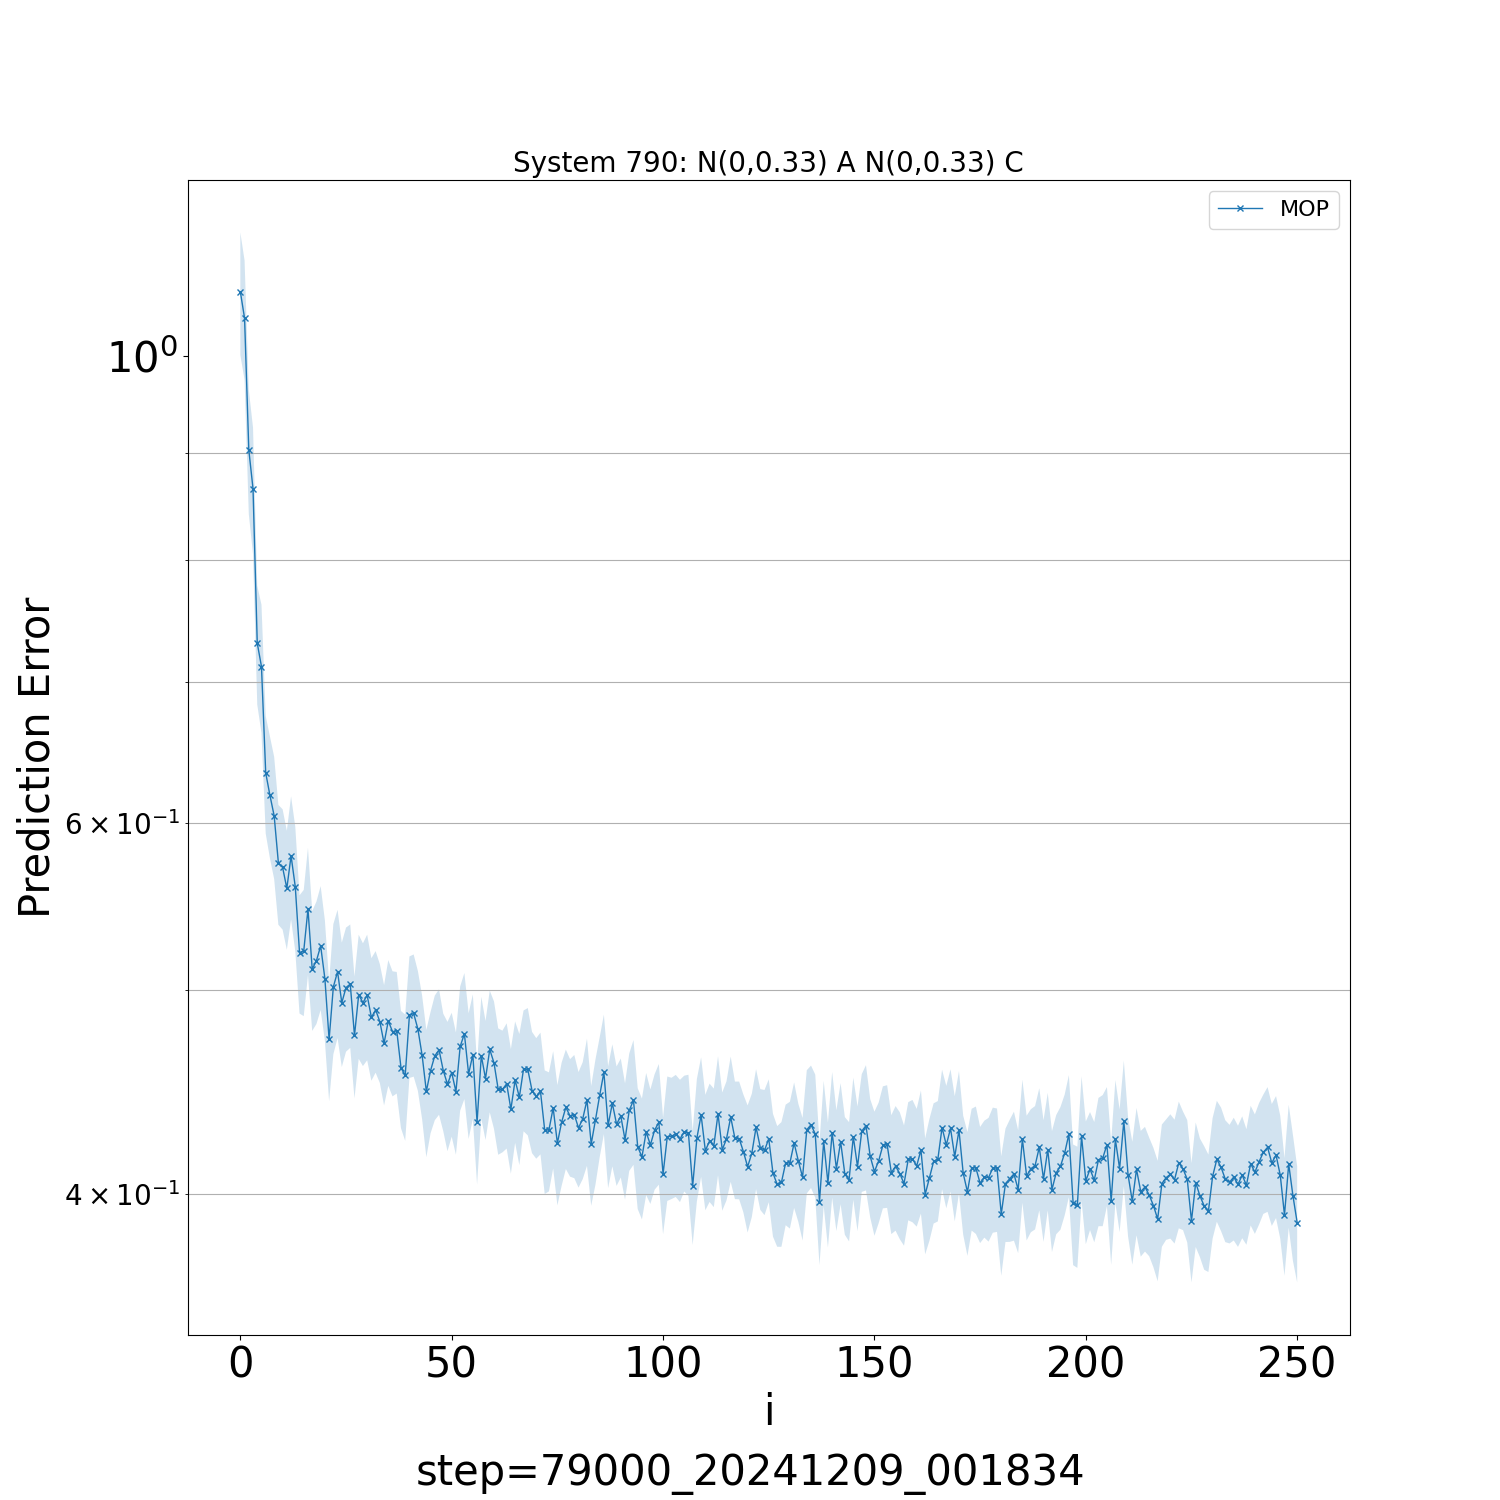 System 790: N(0,0.33) A N(0,0.33) C
MOP
10⁰
6 × 10⁻¹
4 × 10⁻¹
Prediction Error
0 50 100 150 200 250
i
step=79000_20241209_001834